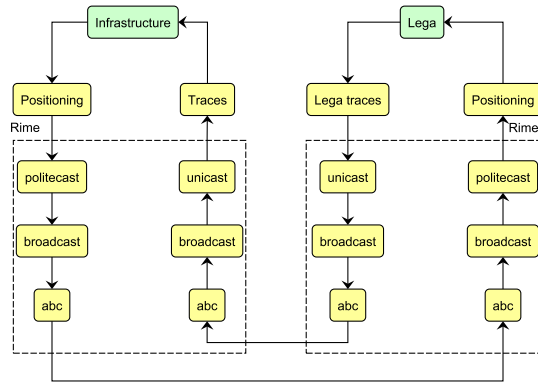 Infrastructure
Lega
Positioning
Traces
Lega traces
Positioning
Rime
Rime
politecast
unicast
unicast
politecast
broadcast
broadcast
broadcast
broadcast
abc
abc
abc
abc